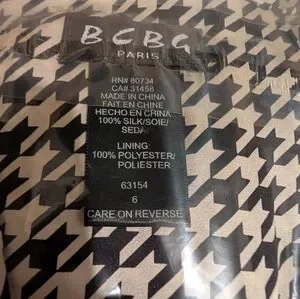 BCBG
PARIS
RN# 80734
CA# 31458
MADE IN CHINA
FAIT EN CHINE
HECHO EN CHINA
100% SILK/SOIE/
SEDA
LINING:
100% POLYESTER/
POLIESTER
63154
6
CARE ON REVERSE